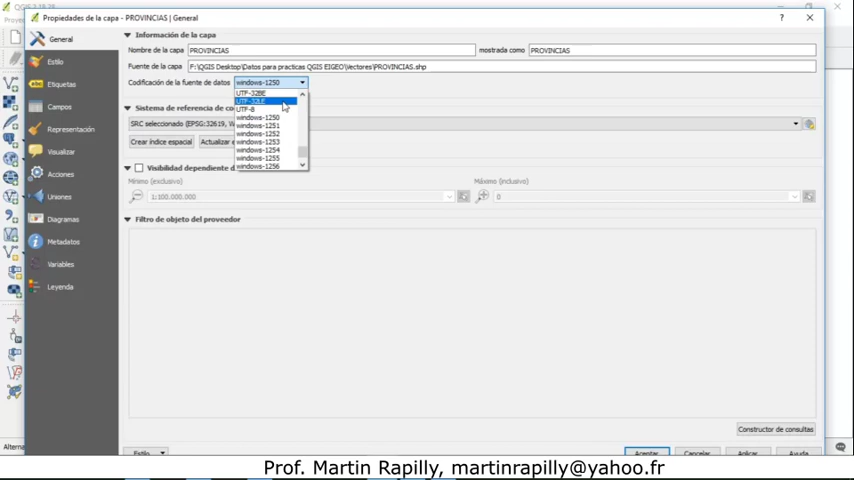 QGIS
Propiedades de la capa - PROVINCIAS | General
General
Estilo
Etiquetas
Campos
Representación
Visualizar
Acciones
Uniones
Diagramas
Metadatos
Variables
Leyenda
Información de la capa
Nombre de la capa PROVINCIAS mostrada como PROVINCIAS
Fuente de la capa F:\QGIS Desktop\Datos para practicas QGIS EIGEO\Vectores\PROVINCIAS.shp
Codificación de la fuente de datos windows-1250
UTF-32BE
UTF-32LE
UTF-8
windows-1250
windows-1251
windows-1252
windows-1253
windows-1254
windows-1255
windows-1256
Sistema de referencia de co
SRC seleccionado (EPSG:32619, W
Crear índice espacial Actualizar e
Visibilidad dependiente d
Mínimo (exclusivo) Máximo (inclusivo)
1:100.000.000 0
Filtro de objeto del proveedor
Constructor de consultas
Estilo Aceptar Cancelar Aplicar Ayuda
Alterna
Prof. Martin Rapilly, martinrapilly@yahoo.fr